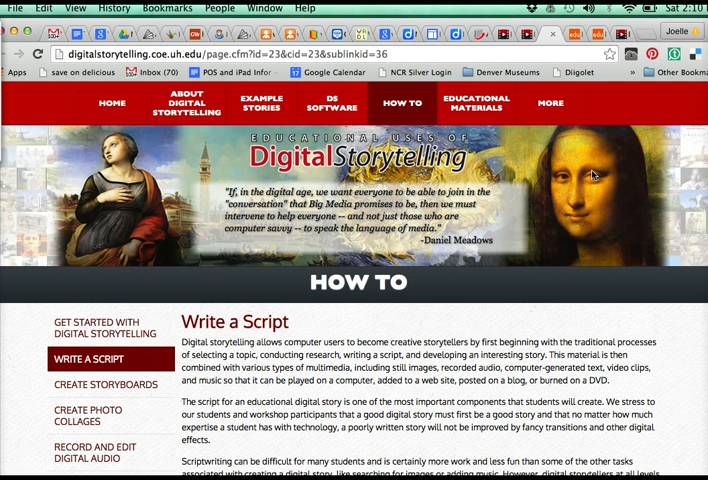 View History Bookmarks Window Help
Sat 2:10
Joelle
digitalstorytelling.coe.uh.edu/page.cfm?id=23&cid=23&sublinkid=36
Apps save on delicious Inbox (70) POS and iPad Infor Google Calendar NCR Silver Login Denver Museums Diigolet » Other Bookma
HOME
ABOUT
DIGITAL
STORYTELLING
EXAMPLE
STORIES
DS
SOFTWARE
HOW TO
EDUCATIONAL
MATERIALS
MORE
EDUCATIONAL USES OF
DigitalStorytelling
"If, in the digital age, we want everyone to be able to join in the
"conversation" that Big Media promises to be, then we must
intervene to help everyone -- and not just those who are
computer savvy -- to speak the language of media."
-Daniel Meadows
HOW TO
GET STARTED WITH
DIGITAL STORYTELLING
WRITE A SCRIPT
CREATE STORYBOARDS
CREATE PHOTO
COLLAGES
RECORD AND EDIT
DIGITAL AUDIO
Write a Script
Digital storytelling allows computer users to become creative storytellers by first beginning with the traditional processes
of selecting a topic, conducting research, writing a script, and developing an interesting story. This material is then
combined with various types of multimedia, including still images, recorded audio, computer-generated text, video clips,
and music so that it can be played on a computer, added to a web site, posted on a blog, or burned on a DVD.
The script for an educational digital story is one of the most important components that students will create. We stress to
our students and workshop participants that a good digital story must first be a good story and that no matter how much
expertise a student has with technology, a poorly written story will not be improved by fancy transitions and other digital
effects.
Scriptwriting can be difficult for many students and is certainly more work and less fun than some of the other tasks
associated with creating a digital story, like searching for images or adding music. However, digital storytellers at all levels